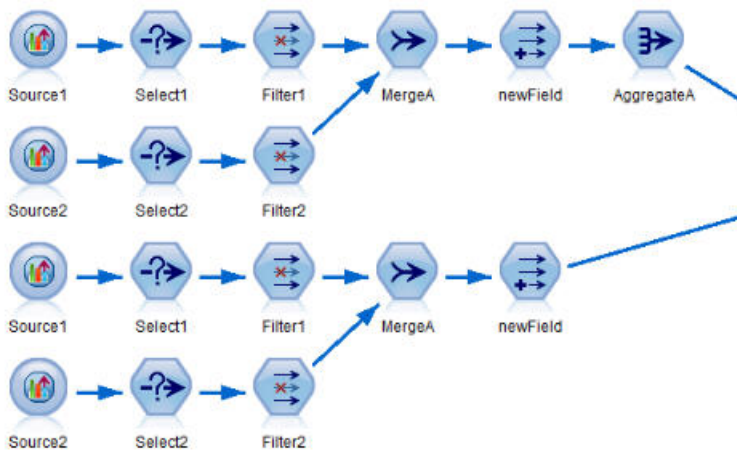 Source1 Select1 Filter1 MergeA newField AggregateA
Source2 Select2 Filter2
Source1 Select1 Filter1 MergeA newField
Source2 Select2 Filter2